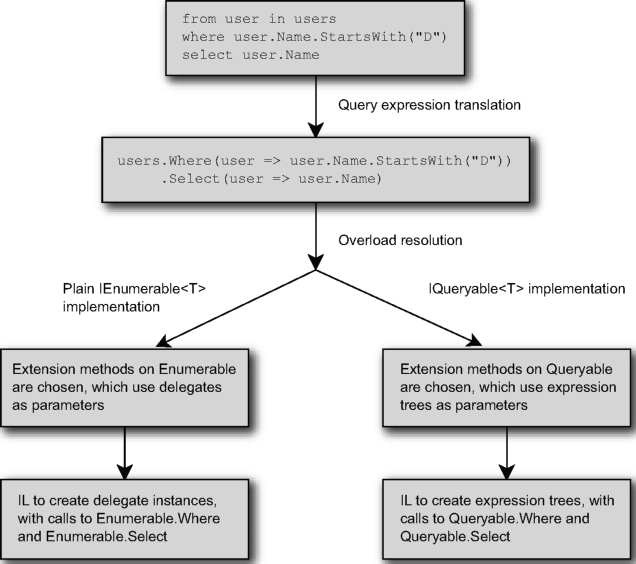 from user in users
where user.Name.StartsWith("D")
select user.Name
Query expression translation
users.Where(user => user.Name.StartsWith("D"))
.Select(user => user.Name)
Overload resolution
Plain IEnumerable<T>
implementation
IQueryable<T> implementation
Extension methods on Enumerable
are chosen, which use delegates
as parameters
Extension methods on Queryable
are chosen, which use expression
trees as parameters
IL to create delegate instances,
with calls to Enumerable.Where
and Enumerable.Select
IL to create expression trees, with
calls to Queryable.Where and
Queryable.Select